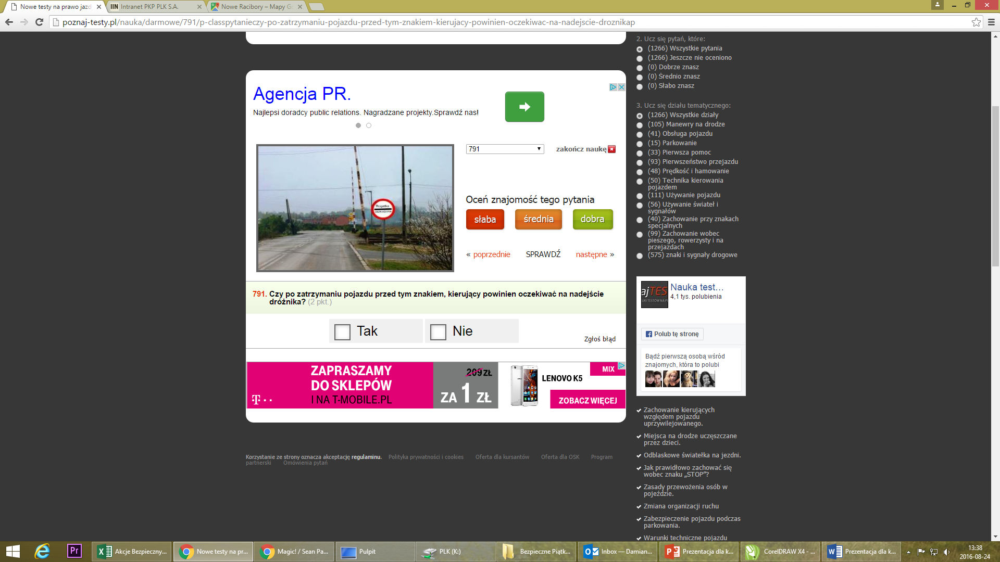 Nowe testy na prawo jazd
Intranet PKP PLK S.A.
Nowe Racibory – Mapy Go
poznaj-testy.pl/nauka/darmowe/791/p-classpytanieczy-po-zatrzymaniu-pojazdu-przed-tym-znakiem-kierujacy-powinien-oczekiwac-na-nadejscie-droznikap
2. Ucz się pytań, które:
(1266) Wszystkie pytania
(1266) Jeszcze nie oceniono
(0) Dobrze znasz
(0) Średnio znasz
(0) Słabo znasz
3. Ucz się działu tematycznego:
(1266) Wszystkie działy
(105) Manewry na drodze
(41) Obsługa pojazdu
(15) Parkowanie
(33) Pierwsza pomoc
(93) Pierwszeństwo przejazdu
(48) Prędkość i hamowanie
(50) Technika kierowania
pojazdem
(111) Używanie pojazdu
(56) Używanie świateł i
sygnałów
(40) Zachowanie przy znakach
specjalnych
(99) Zachowanie wobec
pieszego, rowerzysty i na
przejazdach
(575) znaki i sygnały drogowe
Agencja PR.
Najlepsi doradcy public relations. Nagradzane projekty.Sprawdź nas!
791
zakończ naukę
Rogatka
uszkodzona
Oceń znajomość tego pytania
słaba
średnia
dobra
« poprzednie
SPRAWDŹ
następne »
791. Czy po zatrzymaniu pojazdu przed tym znakiem, kierujący powinien oczekiwać na nadejście
dróżnika? (2 pkt.)
Tak
Nie
Zgłoś błąd
ZAPRASZAMY
DO SKLEPÓW
I NA T-MOBILE.PL
T
209 ZŁ
ZA 1 ZŁ
LENOVO K5
MIX
ZOBACZ WIĘCEJ
ajTES
UKI TESTÓW NA P
Nauka test...
4,1 tys. polubienia
Polub tę stronę
Bądź pierwszą osobą wśród
znajomych, która to polubi
Zachowanie kierujących
względem pojazdu
uprzywilejowanego.
Miejsca na drodze uczęszczane
przez dzieci.
Odblaskowe światełka na jezdni.
Jak prawidłowo zachować się
wobec znaku „STOP”?
Zasady przewożenia osób w
pojeździe.
Zmiana organizacji ruchu
Zabezpieczenie pojazdu podczas
parkowania.
Warunki techniczne pojazdu
Korzystanie ze strony oznacza akceptację regulaminu. Polityka prywatności i cookies Oferta dla kursantów Oferta dla OSK Program
partnerski Omówienia pytań
Pr
Akcje Bezpieczny...
Nowe testy na pr...
Magic! / Sean Pa...
Pulpit
PLK (K:)
Bezpieczne Piątk...
Inbox — Damian...
Prezentacja dla k...
CorelDRAW X4 - ...
Prezentacja dla k...
13:38
2016-08-24